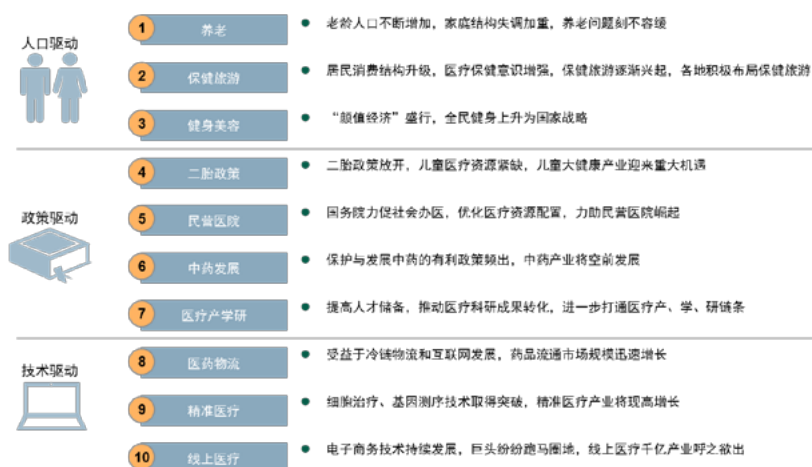 人口驱动
1 养老
老龄人口不断增加，家庭结构失调加重，养老问题刻不容缓
2 保健旅游
居民消费结构升级，医疗保健意识增强，保健旅游逐渐兴起，各地积极布局保健旅游
3 健身美容
“颜值经济”盛行，全民健身上升为国家战略
政策驱动
4 二胎政策
二胎政策放开，儿童医疗资源紧缺，儿童大健康产业迎来重大机遇
5 民营医院
国务院力促社会办医，优化医疗资源配置，力助民营医院崛起
6 中药发展
保护与发展中药的有利政策频出，中药产业将空前发展
7 医疗产学研
提高人才储备，推动医疗科研成果转化，进一步打通医疗产、学、研链条
技术驱动
8 医药物流
受益于冷链物流和互联网发展，药品流通市场规模迅速增长
9 精准医疗
细胞治疗、基因测序技术取得突破，精准医疗产业将现高增长
10 线上医疗
电子商务技术持续发展，巨头纷纷跑马圈地，线上医疗千亿产业呼之欲出